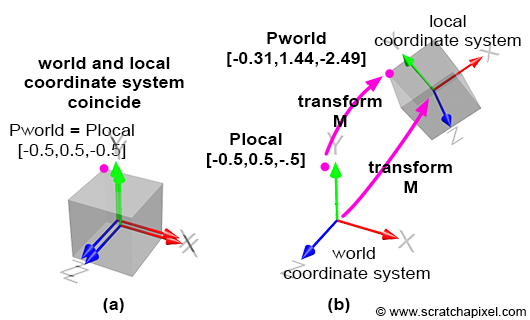 world and local
coordinate system
coincide
Pworld = Plocal
[-0.5,0.5,-0.5]
Y
X
Z
(a)
Pworld
[-0.31,1.44,-2.49]
local
coordinate system
Y
X
Z
transform
M
Plocal
[-0.5,0.5,-.5]
Y
transform
M
X
Z
world
coordinate system
(b)
© www.scratchapixel.com